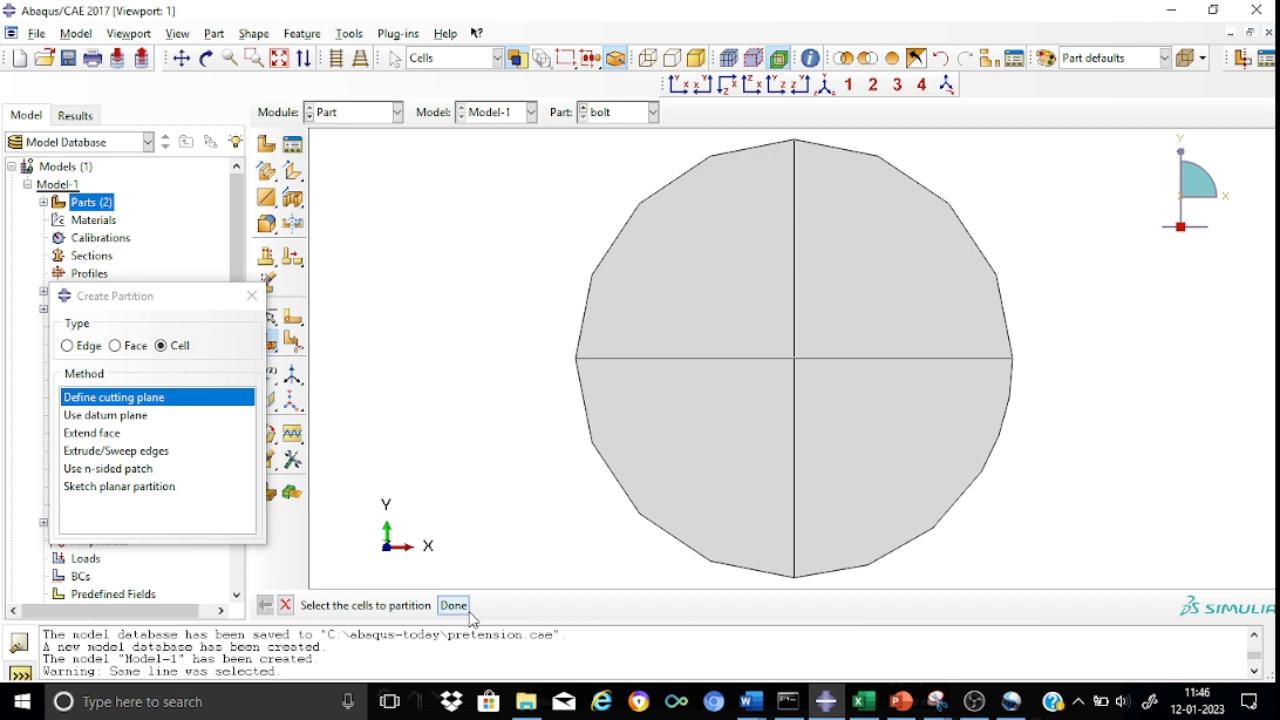 Abaqus/CAE 2017 [Viewport: 1]
File Model Viewport View Part Shape Feature Tools Plug-ins Help
Cells
Part defaults
1 2 3 4
Model Results
Module: Part Model: Model-1 Part: bolt
Model Database
Models (1)
Model-1
Parts (2)
Materials
Calibrations
Sections
Profiles
Create Partition
Type
Edge Face Cell
Method
Define cutting plane
Use datum plane
Extend face
Extrude/Sweep edges
Use n-sided patch
Sketch planar partition
Loads
BCs
Predefined Fields
Y
X
Y
X
Select the cells to partition Done
SIMULIA
The model database has been saved to "C:\abaqus-today\pretension.cae".
A new model database has been created.
The model "Model-1" has been created.
Warning: Same line was selected.
Type here to search
11:46
12-01-2023